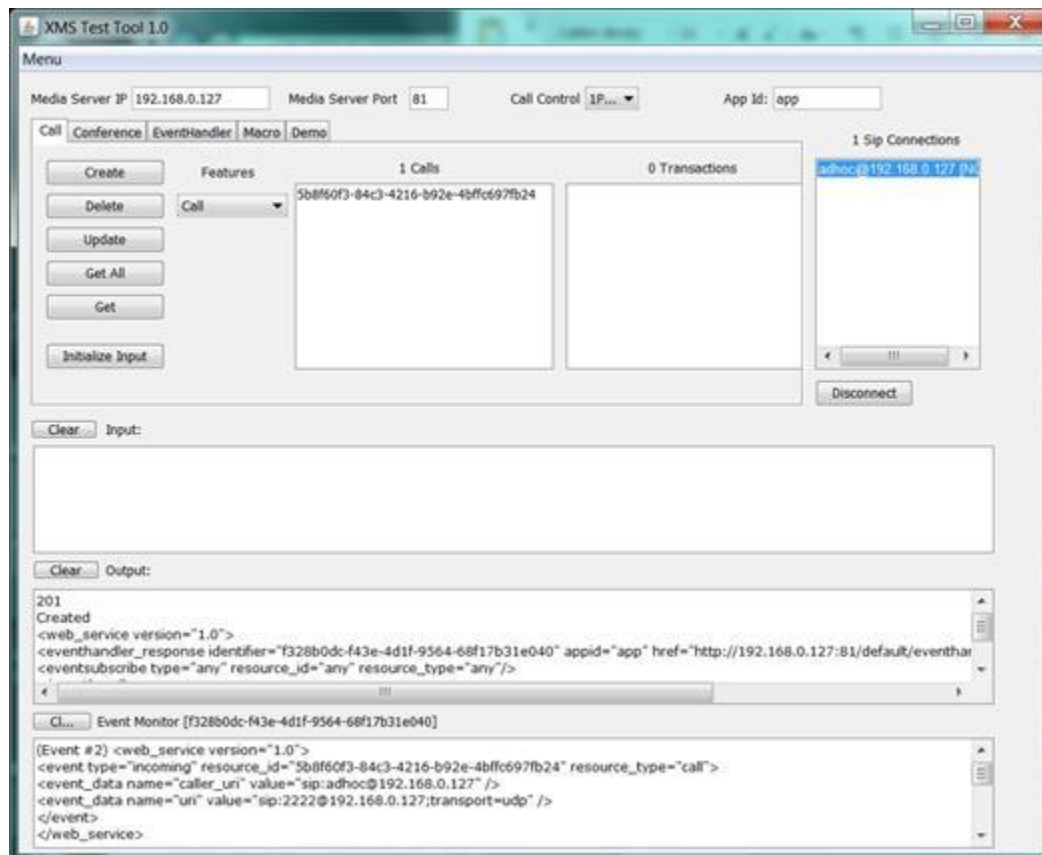 XMS Test Tool 1.0
Menu
Media Server IP 192.168.0.127 Media Server Port 81 Call Control 1P... App Id: app
Call Conference EventHandler Macro Demo
1 Sip Connections
Create Features 1 Calls 0 Transactions
adhoc@192.168.0.127
5b8f60f3-84c3-4216-b92e-4bffc697fb24
Delete Call
Update
Get All
Get
Initialize Input
Disconnect
Clear Input:
Clear Output:
201
Created
<web_service version="1.0">
<eventhandler_response identifier="f328b0dc-f43e-4d1f-9564-68f17b31e040" appid="app" href="http://192.168.0.127:81/default/eventhar
<eventsubscribe type="any" resource_id="any" resource_type="any"/>
Cl... Event Monitor [f328b0dc-f43e-4d1f-9564-68f17b31e040]
(Event #2) <web_service version="1.0">
<event type="incoming" resource_id="5b8f60f3-84c3-4216-b92e-4bffc697fb24" resource_type="call">
<event_data name="caller_uri" value="sip:adhoc@192.168.0.127" />
<event_data name="uri" value="sip:2222@192.168.0.127;transport=udp" />
</event>
</web_service>